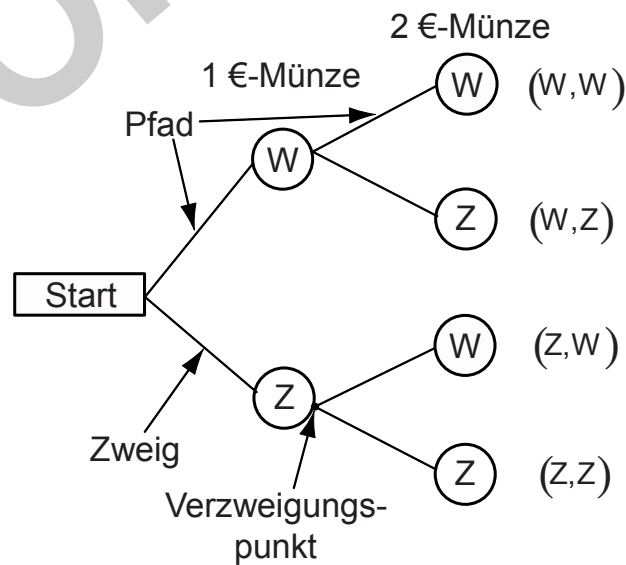 2 €-Münze
1 €-Münze
W
(W,W)
Pfad
W
Z
(W,Z)
Start
W
(Z,W)
Z
Zweig
Z
(Z,Z)
Verzweigungs-
punkt